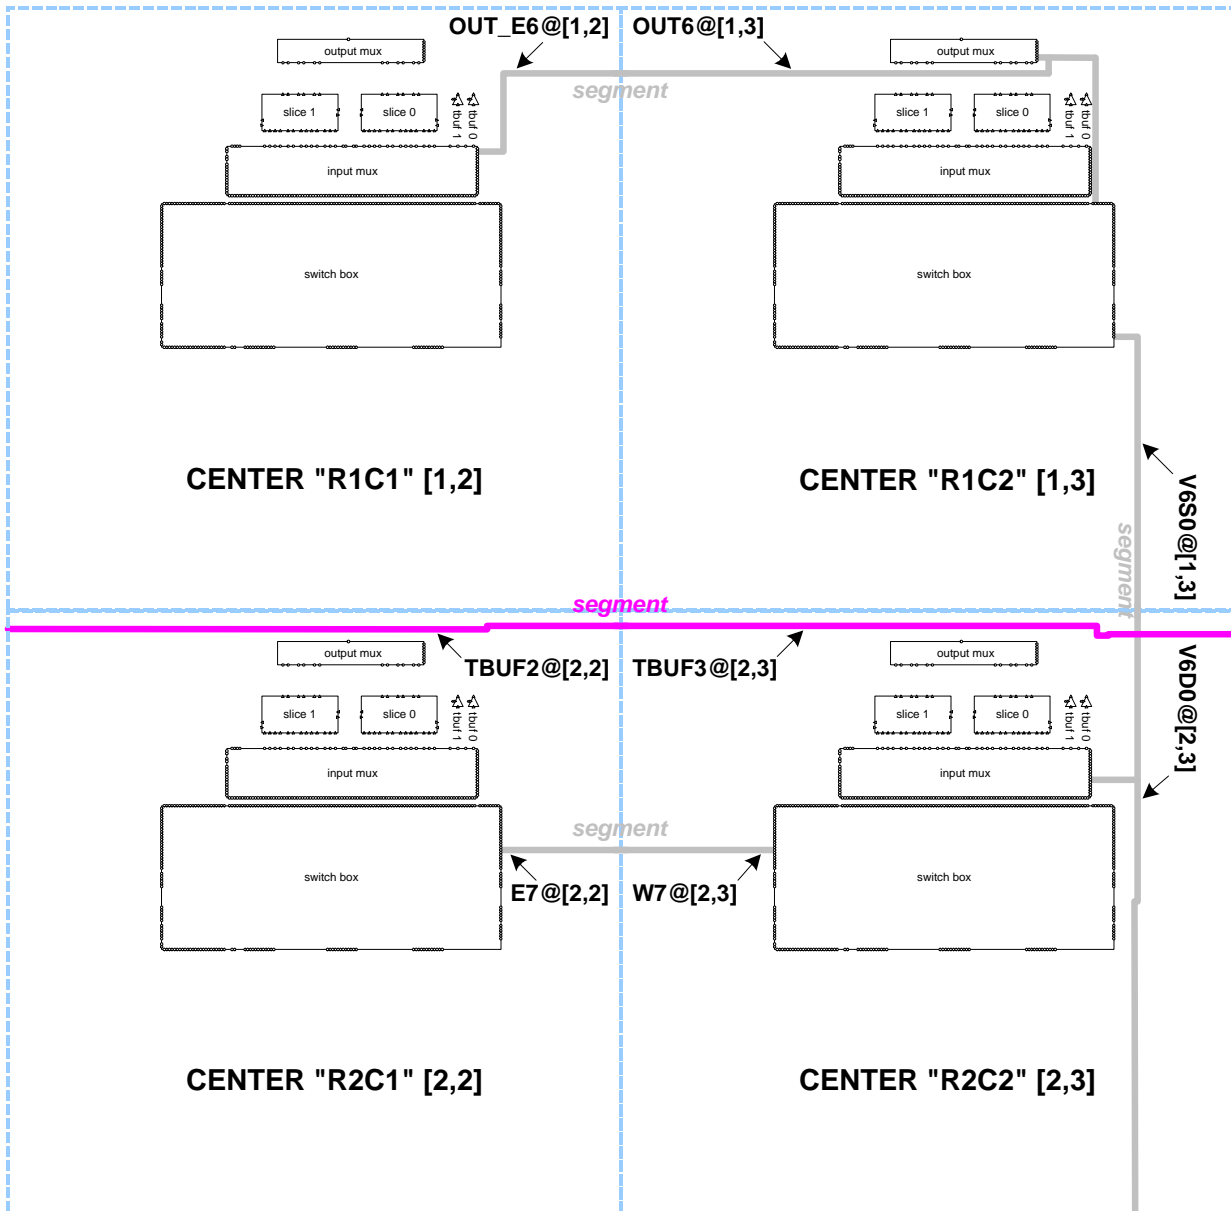 OUT_E6@[1,2] OUT6@[1,3]
output mux output mux
segment
slice 1 slice 0 tbuf 1 tbuf 0 slice 1 slice 0 tbuf 1 tbuf 0
input mux input mux
switch box switch box
CENTER "R1C1" [1,2] CENTER "R1C2" [1,3]
V6S0@[1,3]
segment
segment
output mux output mux
TBUF2@[2,2] TBUF3@[2,3]
V6D0@[2,3]
slice 1 slice 0 tbuf 1 tbuf 0 slice 1 slice 0 tbuf 1 tbuf 0
input mux input mux
segment
switch box switch box
E7@[2,2] W7@[2,3]
CENTER "R2C1" [2,2] CENTER "R2C2" [2,3]